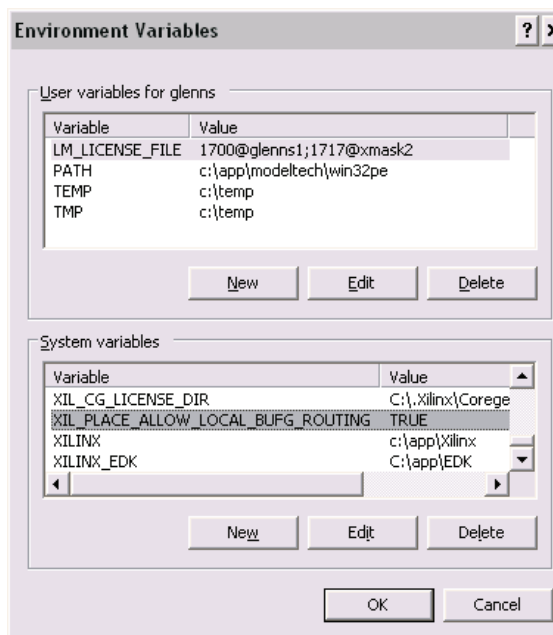 Environment Variables ? x
User variables for glenns
Variable Value
LM_LICENSE_FILE 1700@glenns1;1717@xmask2
PATH c:\app\modeltech\win32pe
TEMP c:\temp
TMP c:\temp
New Edit Delete
System variables
Variable Value
XIL_CG_LICENSE_DIR C:\.Xilinx\Corege
XIL_PLACE_ALLOW_LOCAL_BUFG_ROUTING TRUE
XILINX c:\app\Xilinx
XILINX_EDK C:\app\EDK
New Edit Delete
OK Cancel